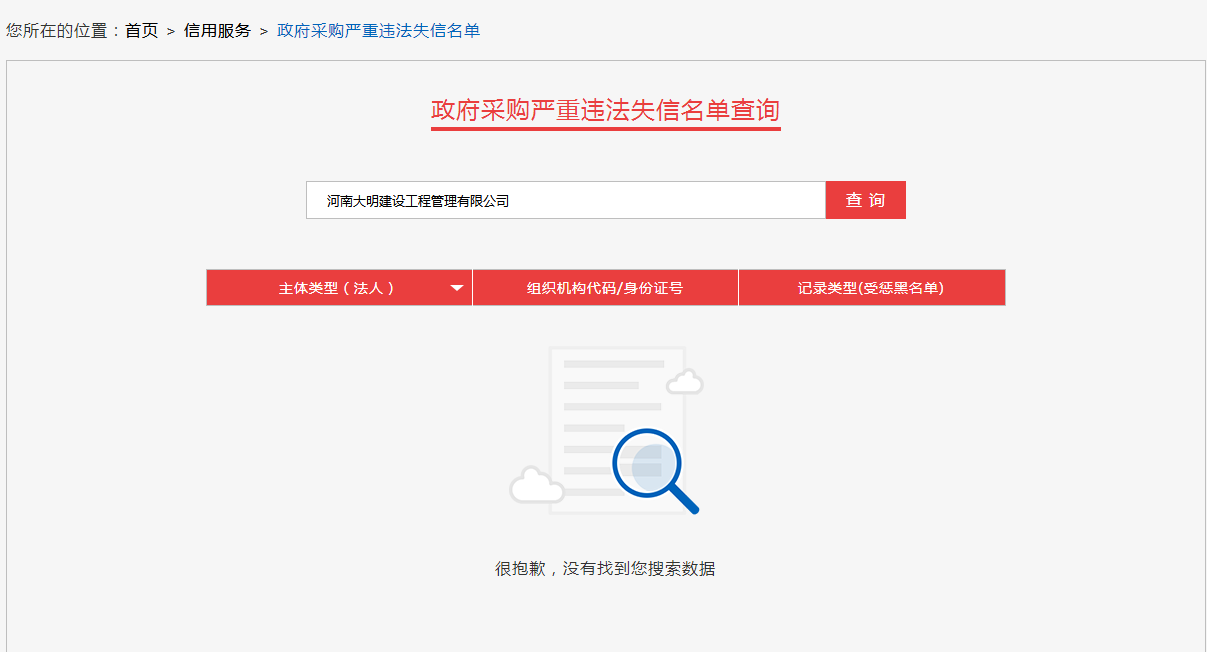 您所在的位置：首页 > 信用服务 > 政府采购严重违法失信名单
政府采购严重违法失信名单查询
河南大明建设工程管理有限公司 查 询
主体类型（法人） 组织机构代码/身份证号 记录类型(受惩黑名单)
很抱歉，没有找到您搜索数据